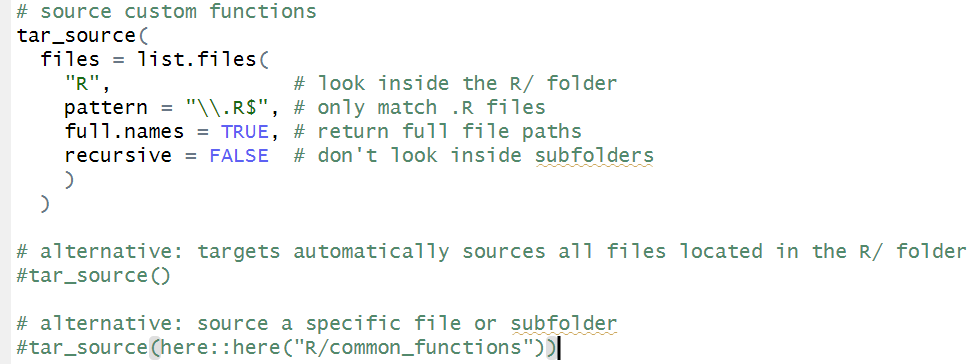 # source custom functions
tar_source(
  files = list.files(
    "R",               # look inside the R/ folder
    pattern = "\\.R$", # only match .R files
    full.names = TRUE, # return full file paths
    recursive = FALSE  # don't look inside subfolders
    )
  )
# alternative: targets automatically sources all files located in the R/ folder
#tar_source()
# alternative: source a specific file or subfolder
#tar_source(here::here("R/common_functions"))